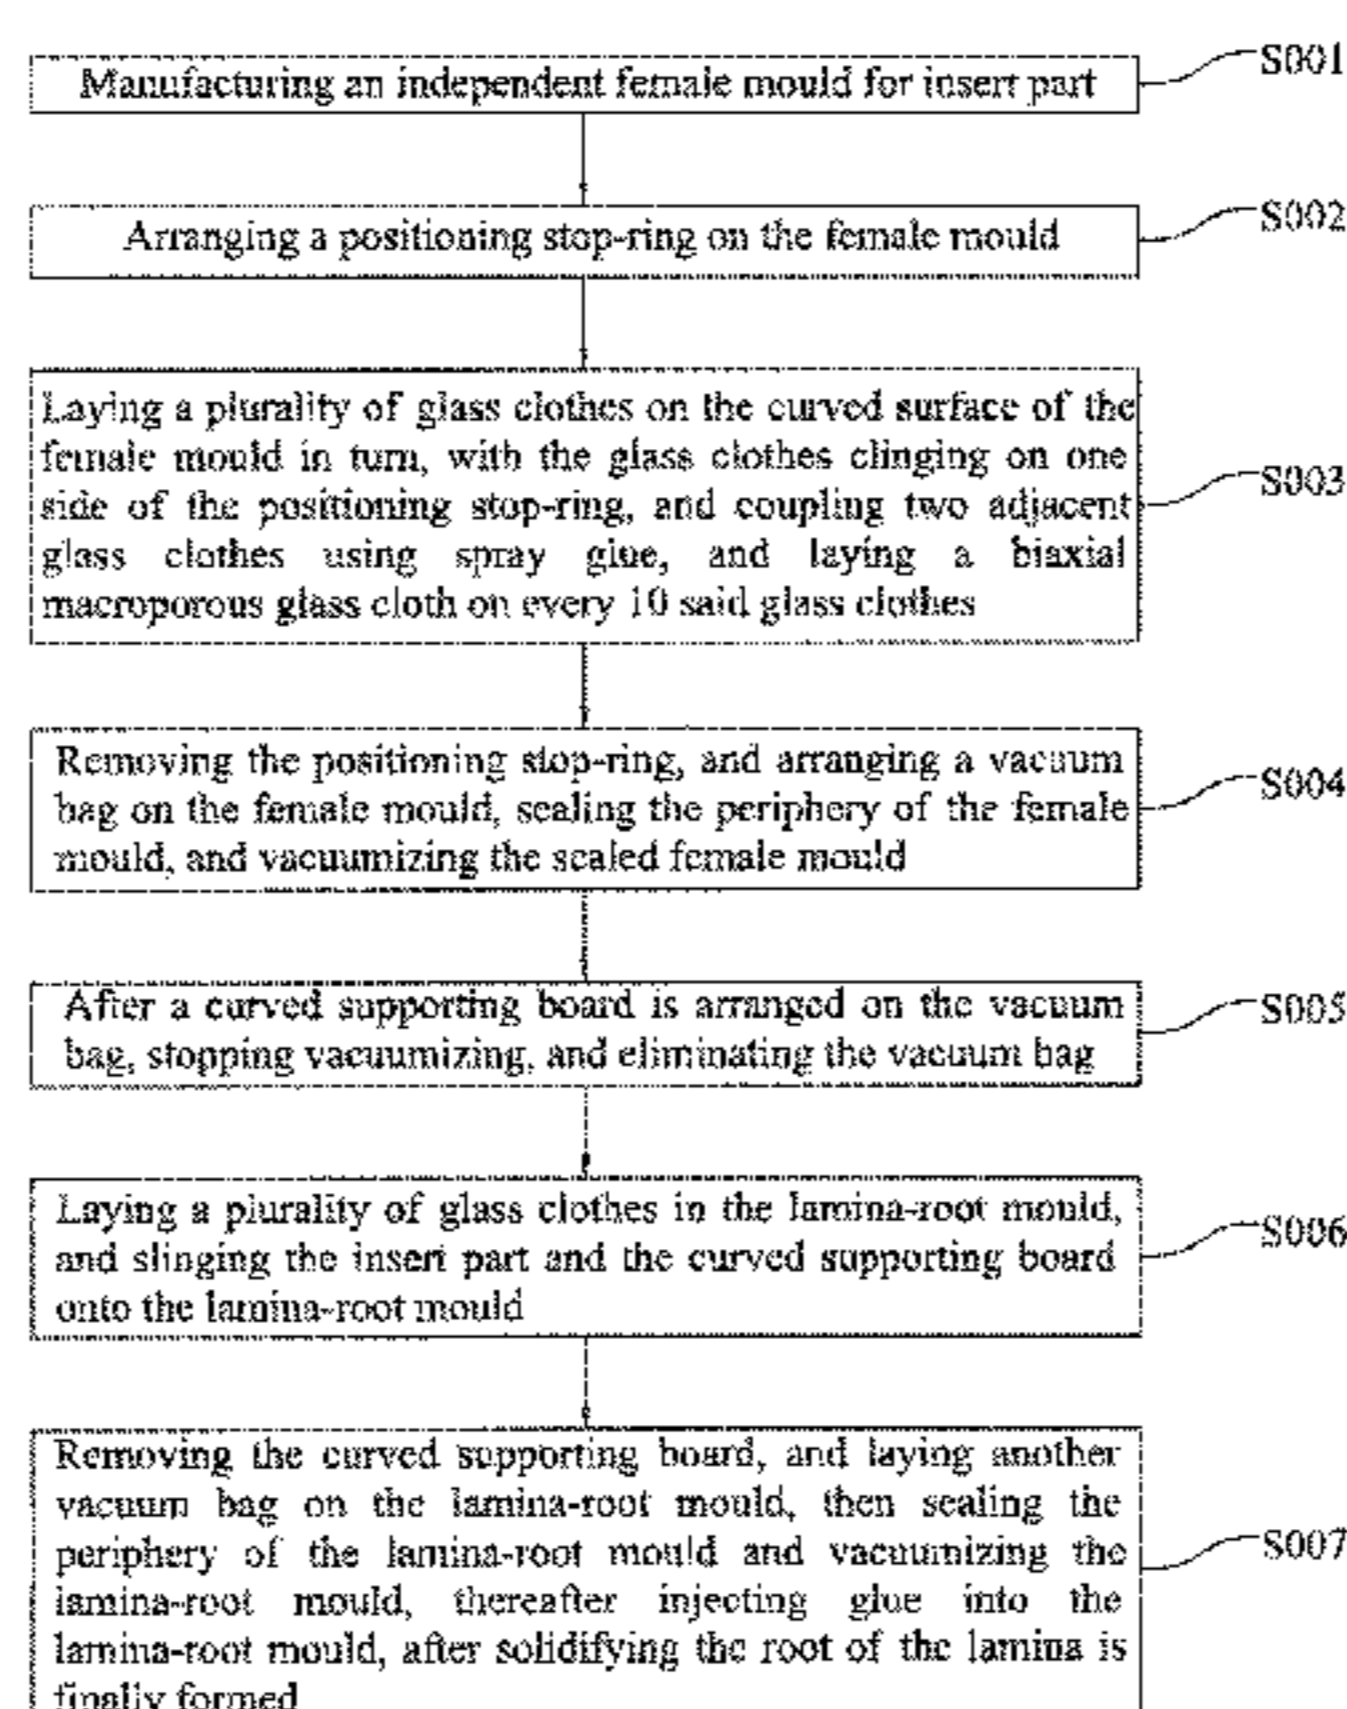 Manufacturing an independent female mould for insert part
S001
Arranging a positioning stop-ring on the female mould
S002
Laying a plurality of glass clothes on the curved surface of the
female mould in turn, with the glass clothes clinging on one
side of the positioning stop-ring, and coupling two adjacent
glass clothes using spray glue, and laying a biaxial
macroporous glass cloth on every 10 said glass clothes
S003
Removing the positioning stop-ring, and arranging a vacuum
bag on the female mould, sealing the periphery of the female
mould, and vacuumizing the sealed female mould
S004
After a curved supporting board is arranged on the vacuum
bag, stopping vacuumizing, and eliminating the vacuum bag
S005
Laying a plurality of glass clothes in the lamina-root mould,
and slinging the insert part and the curved supporting board
onto the lamina-root mould
S006
Removing the curved supporting board, and laying another
vacuum bag on the lamina-root mould, then sealing the
periphery of the lamina-root mould and vacuumizing the
lamina-root mould, thereafter injecting glue into the
lamina-root mould, after solidifying the root of the lamina is
finally formed
S007